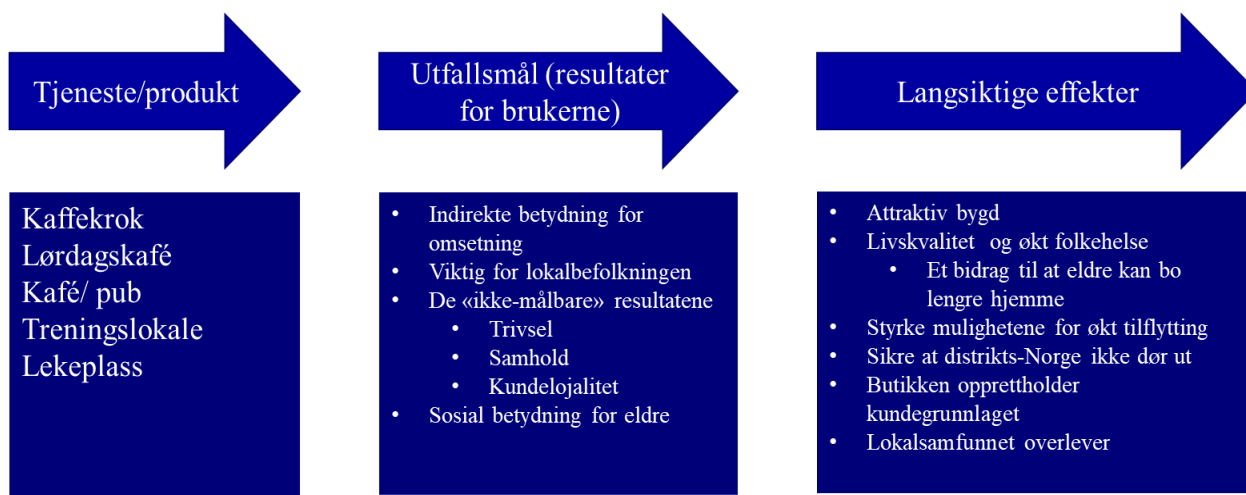 Tjeneste/produkt
Utfallsmål (resultater
for brukerne)
Langsiktige effekter
Kaffekrok
Lørdagskafé
Kafé/ pub
Treningslokale
Lekeplass
• Indirekte betydning for
omsetning
• Viktig for lokalbefolkningen
• De «ikke-målbare» resultatene
• Trivsel
• Samhold
• Kundelojalitet
• Sosial betydning for eldre
• Attraktiv bygd
• Livskvalitet og økt folkehelse
• Et bidrag til at eldre kan bo
lengre hjemme
• Styrke mulighetene for økt tilflytting
• Sikre at distrikts-Norge ikke dør ut
• Butikken opprettholder
kundegrunnlaget
• Lokalsamfunnet overlever